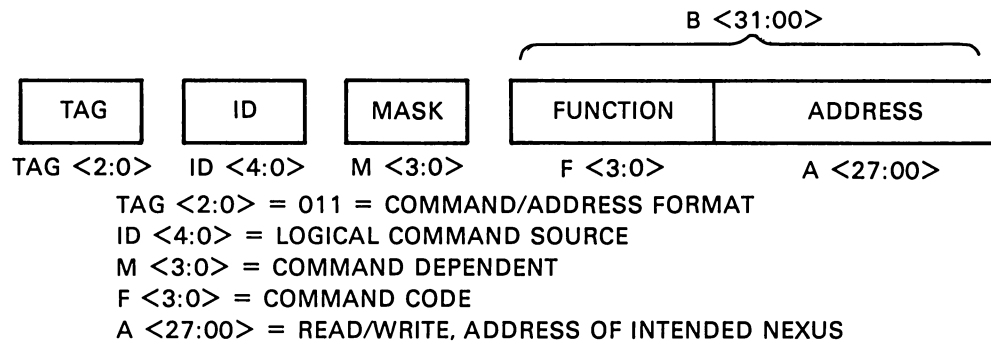 B <31:00>
TAG ID MASK FUNCTION ADDRESS
TAG <2:0> ID <4:0> M <3:0> F <3:0> A <27:00>
TAG <2:0> = 011 = COMMAND/ADDRESS FORMAT
ID <4:0> = LOGICAL COMMAND SOURCE
M <3:0> = COMMAND DEPENDENT
F <3:0> = COMMAND CODE
A <27:00> = READ/WRITE, ADDRESS OF INTENDED NEXUS